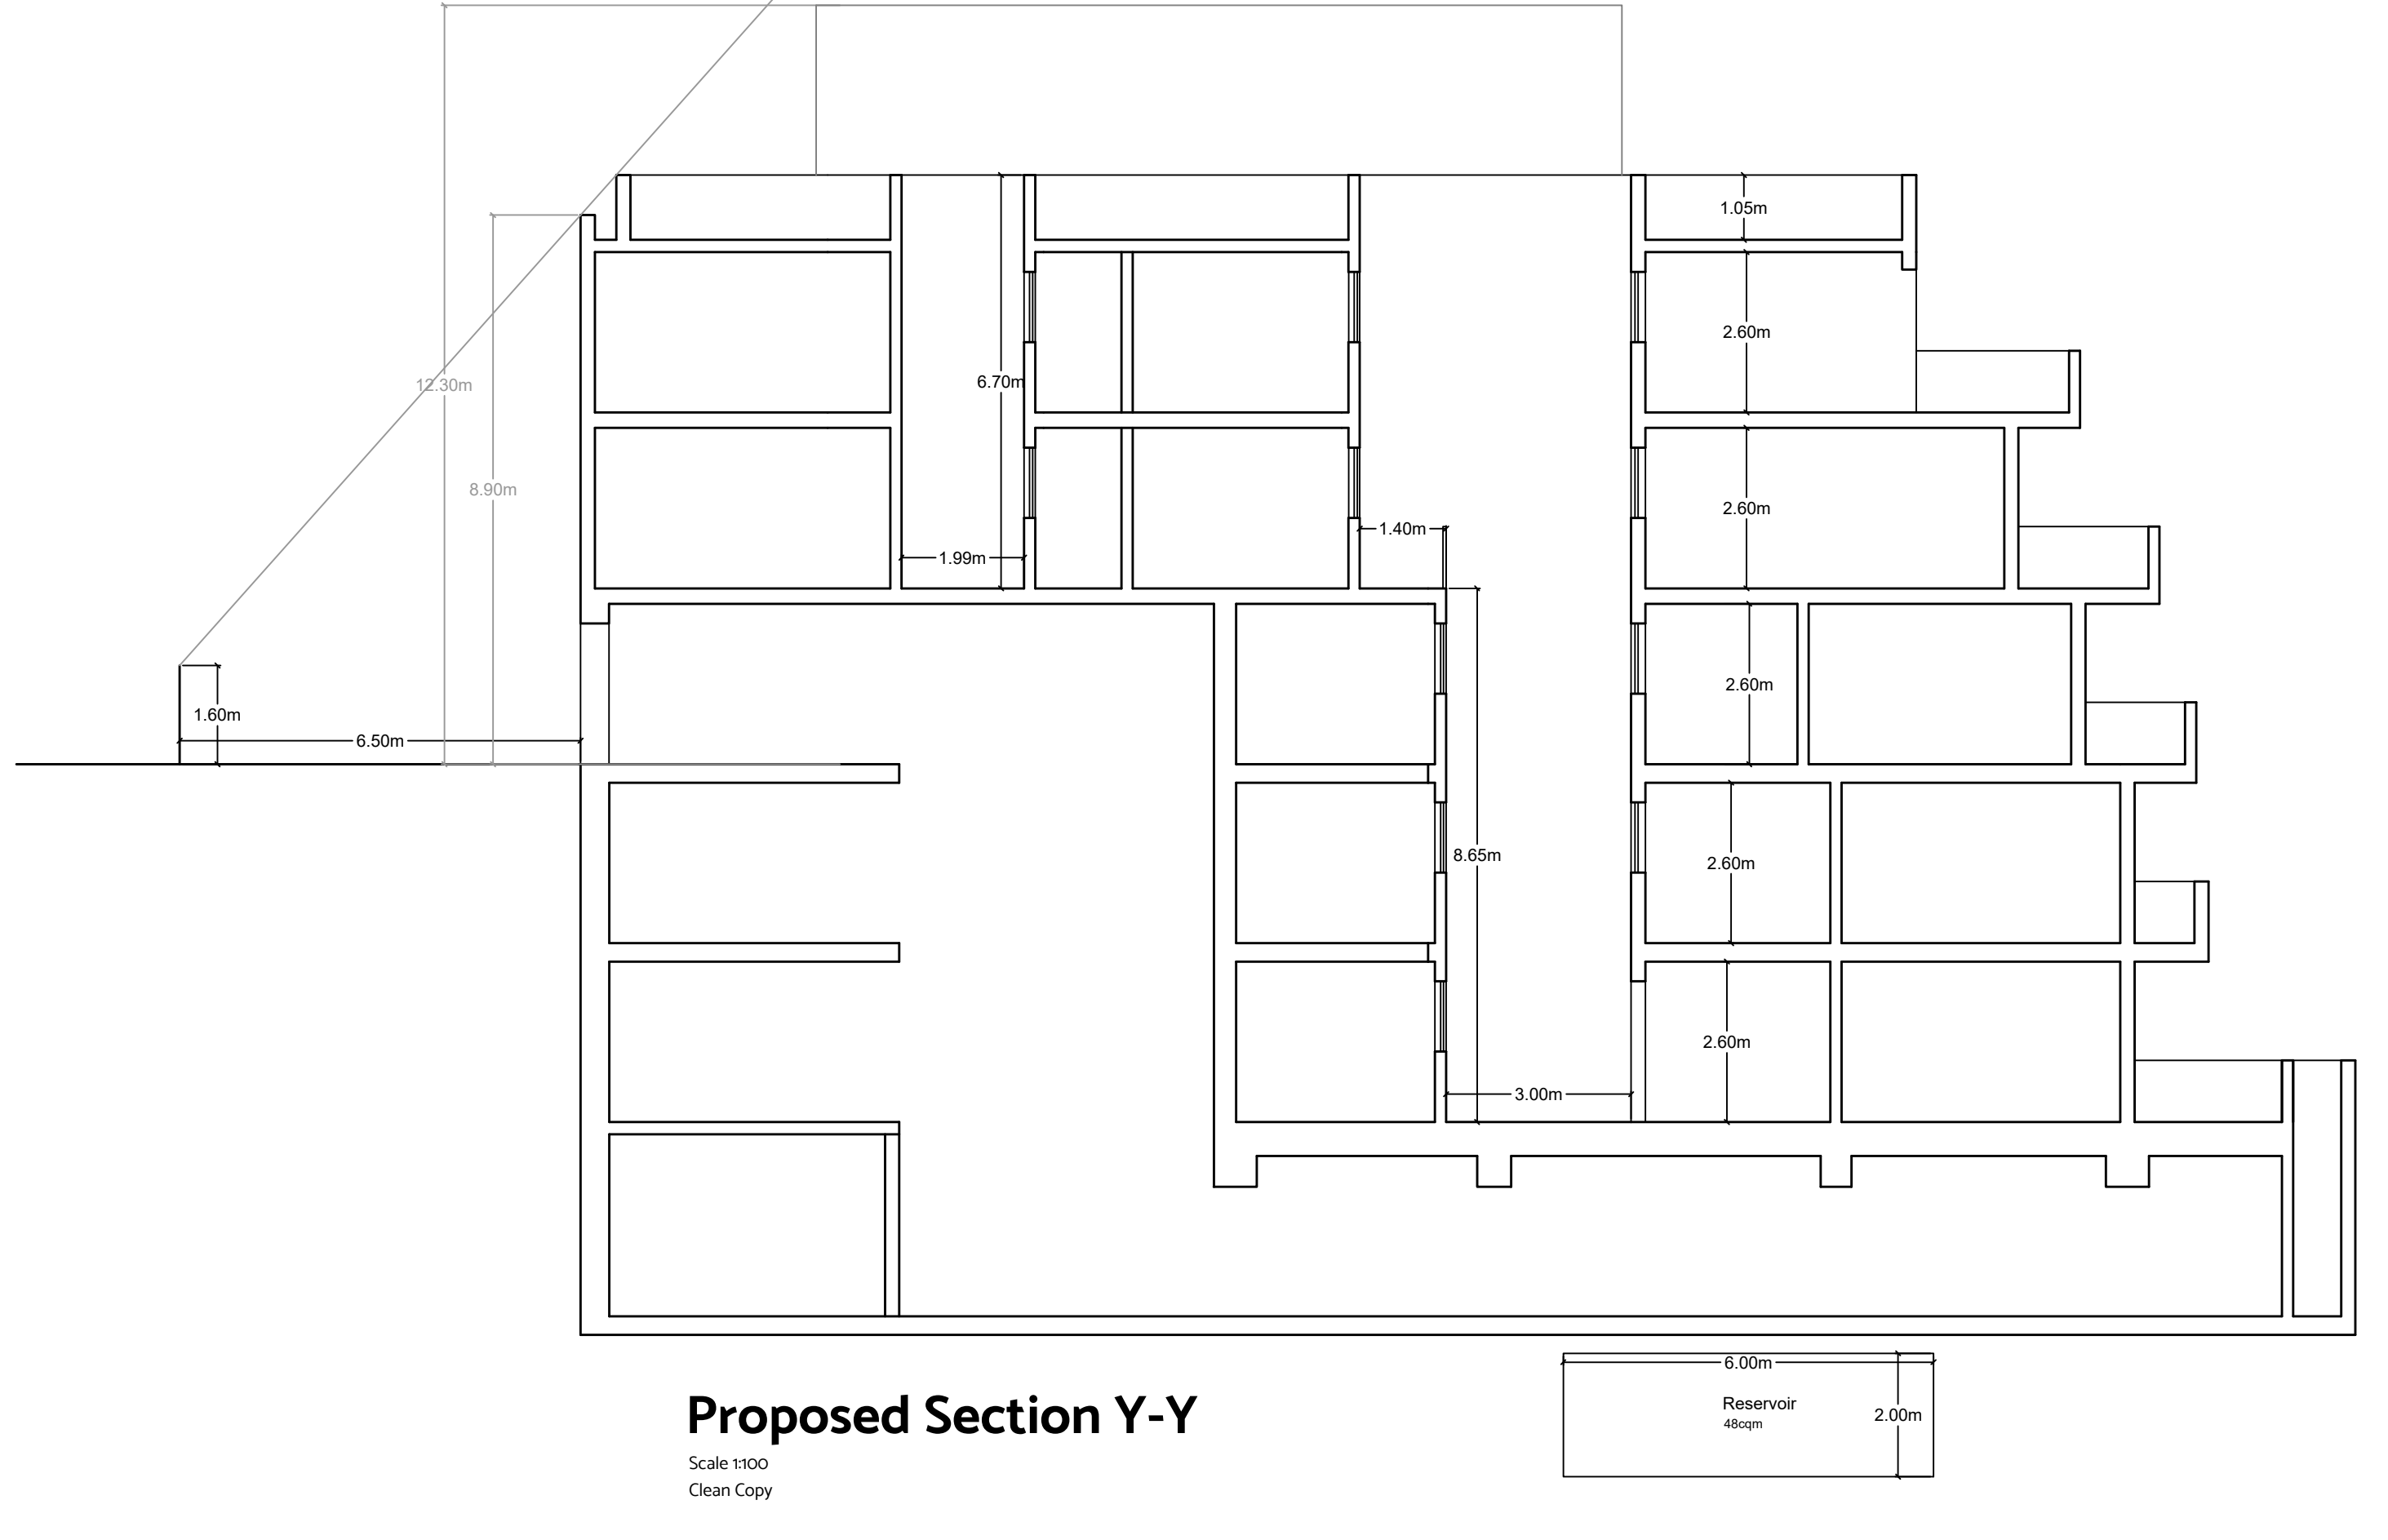 1.05m
2.60m
12.30m
6.70m
8.90m
2.60m
1.40m
1.99m
2.60m
1.60m
6.50m
8.65m
2.60m
2.60m
3.00m
6.00m
Reservoir
48cqm
2.00m
Proposed Section Y-Y
Scale 1:100
Clean Copy